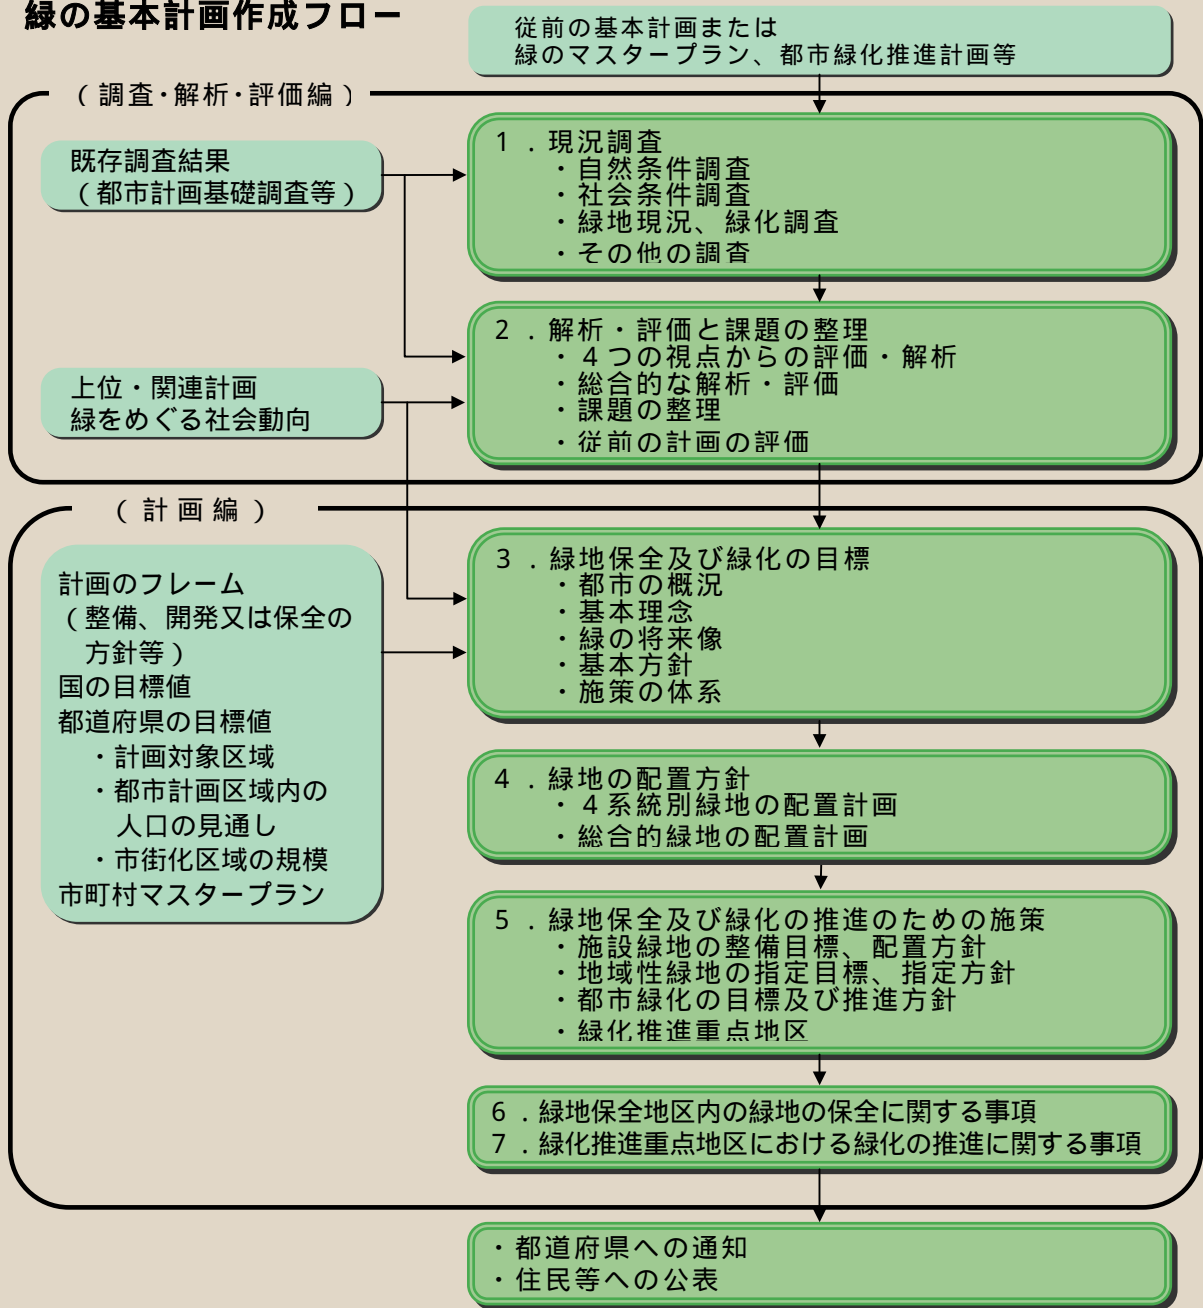 緑の基本計画作成フロー
従前の基本計画または
緑のマスタープラン、都市緑化推進計画等
(調査・解析・評価編)
既存調査結果
(都市計画基礎調査等)
1.現況調査
・自然条件調査
・社会条件調査
・緑地現況、緑化調査
・その他の調査
2.解析・評価と課題の整理
・4つの視点からの評価・解析
・総合的な解析・評価
・課題の整理
・従前の計画の評価
上位・関連計画
緑をめぐる社会動向
(計画編)
計画のフレーム
(整備、開発又は保全の
方針等)
国の目標値
都道府県の目標値
・計画対象区域
・都市計画区域内の
人口の見通し
・市街化区域の規模
市町村マスタープラン
3.緑地保全及び緑化の目標
・都市の概況
・基本理念
・緑の将来像
・基本方針
・施策の体系
4.緑地の配置方針
・4系統別緑地の配置計画
・総合的緑地の配置計画
5.緑地保全及び緑化の推進のための施策
・施設緑地の整備目標、配置方針
・地域性緑地の指定目標、指定方針
・都市緑化の目標及び推進方針
・緑化推進重点地区
6.緑地保全地区内の緑地の保全に関する事項
7.緑化推進重点地区における緑化の推進に関する事項
・都道府県への通知
・住民等への公表